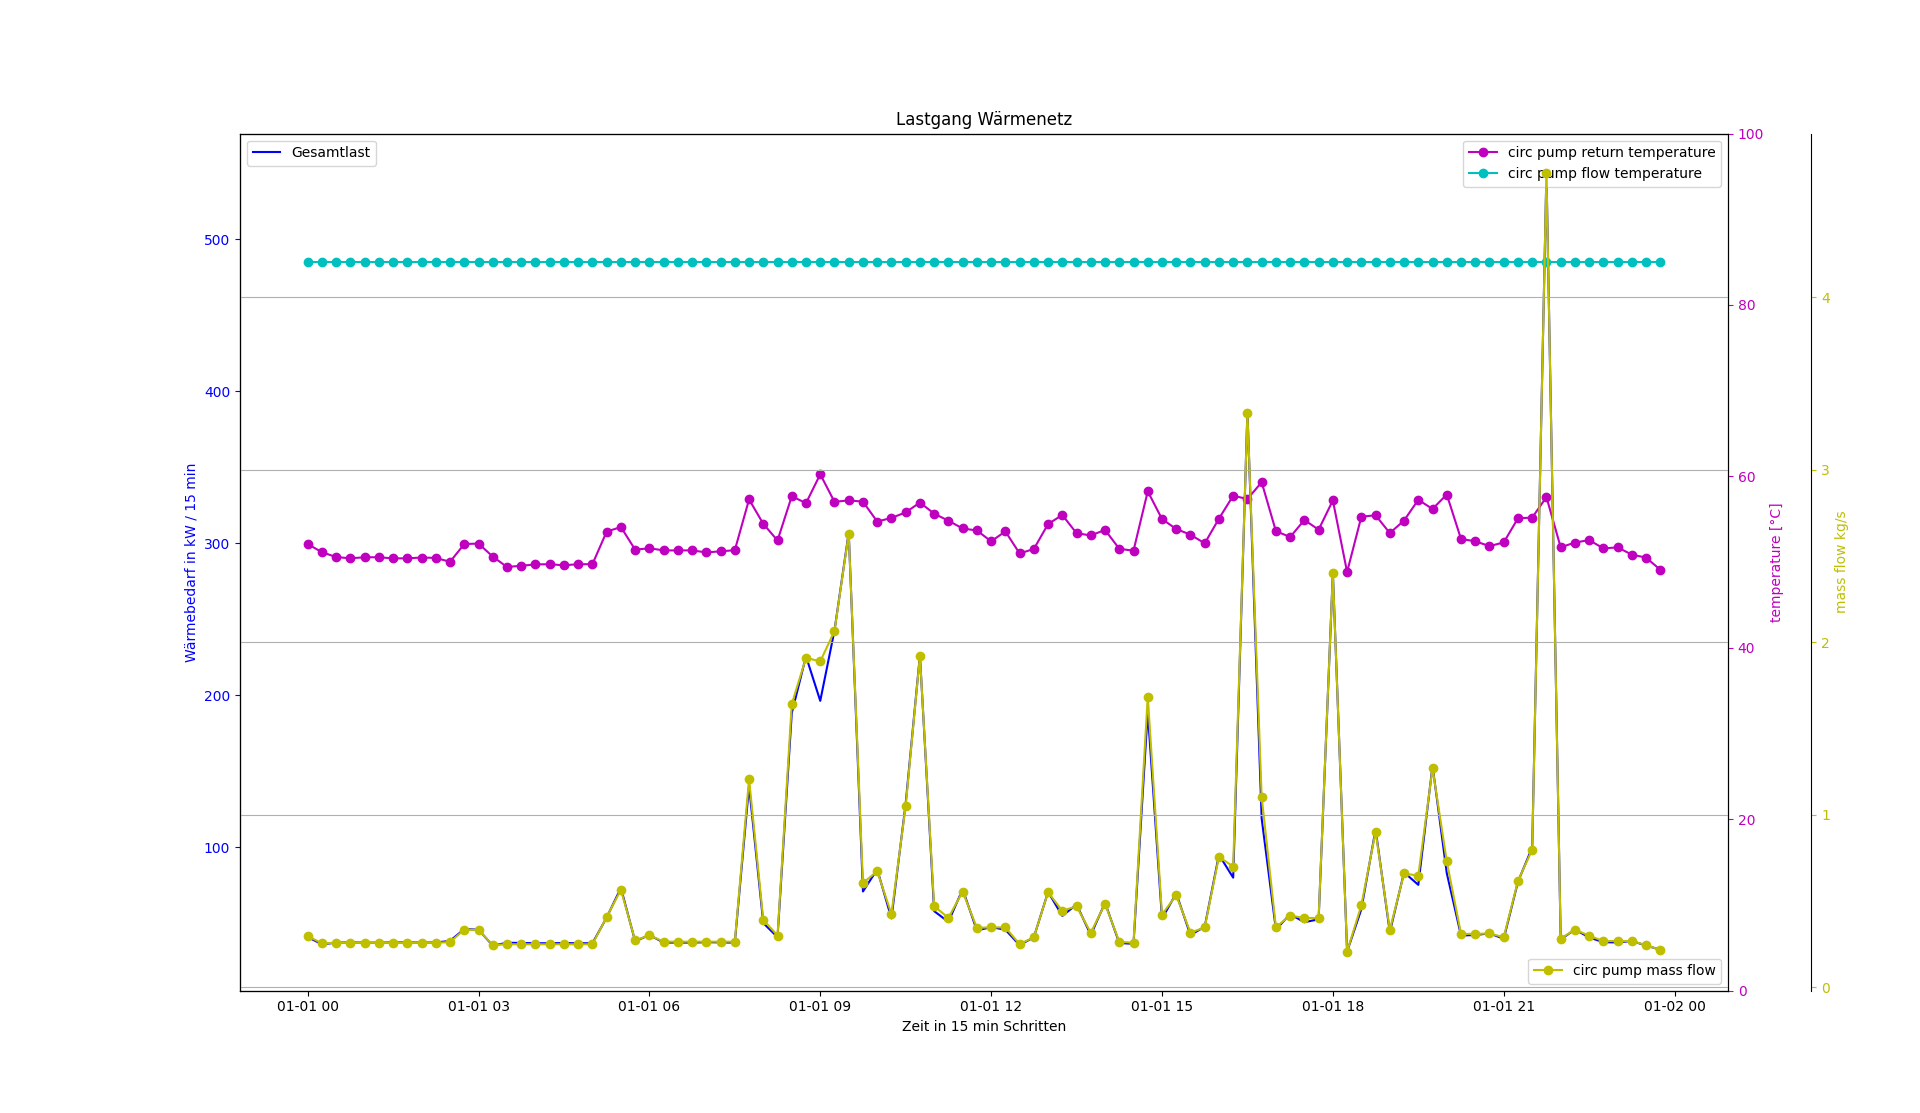 Lastgang Wärmenetz
Gesamtlast
circ pump return temperature
circ pump flow temperature
circ pump mass flow
Wärmebedarf in kW / 15 min
500
400
300
200
100
temperature [°C]
100
80
60
40
20
0
mass flow kg/s
4
3
2
1
0
01-01 00
01-01 03
01-01 06
01-01 09
01-01 12
01-01 15
01-01 18
01-01 21
01-02 00
Zeit in 15 min Schritten